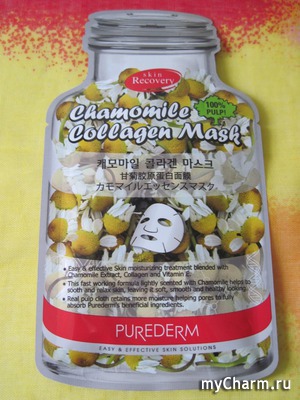 skin
Recovery
Chamomile
100%
PULP!
Collagen Mask
캐모마일 콜라겐 마스크
甘菊胶原蛋白面膜
カモマイルエッセンスマスク
• Easy & effective Skin moisturizing treatment blended with
Chamomile Extract, Collagen and Vitamin E.
• This fast working formula lightly scented with Chamomile helps to
sooth and relax skin, leaving it soft, smooth and healthy looking.
• Real pulp cloth retains more moisture helping pores to fully
absorb Purederm's beneficial ingredients.
PUREDERM
EASY & EFFECTIVE SKIN SOLUTIONS
myCharm.ru